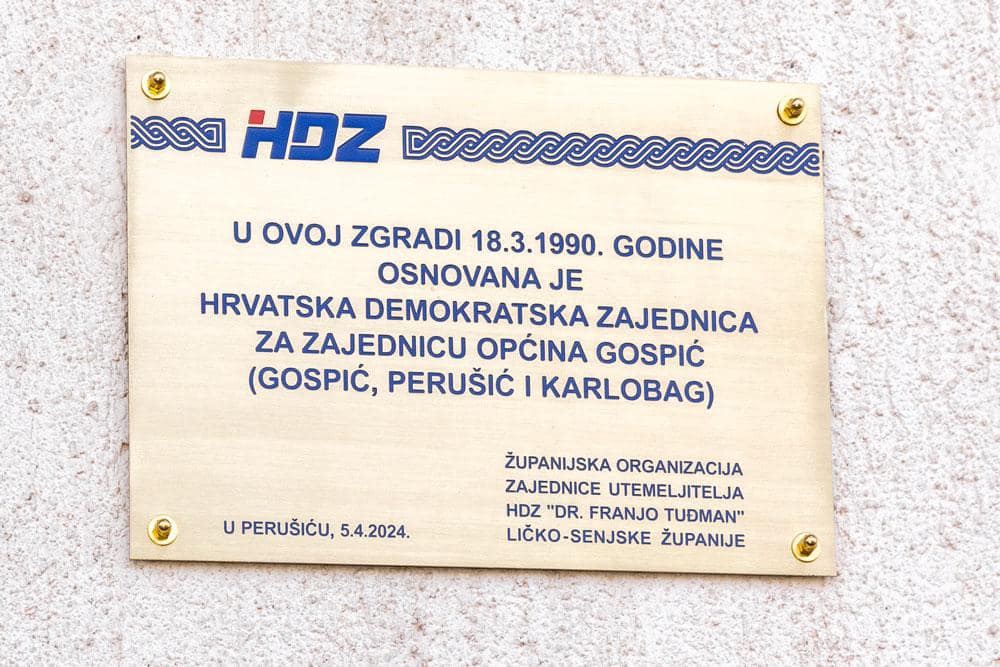 HDZ
U OVOJ ZGRADI 18.3.1990. GODINE
OSNOVANA JE
HRVATSKA DEMOKRATSKA ZAJEDNICA
ZA ZAJEDNICU OPĆINA GOSPIĆ
(GOSPIĆ, PERUŠIĆ I KARLOBAG)
ŽUPANIJSKA ORGANIZACIJA
ZAJEDNICE UTEMELJITELJA
HDZ "DR. FRANJO TUĐMAN"
LIČKO-SENJSKE ŽUPANIJE
U PERUŠIĆU, 5.4.2024.